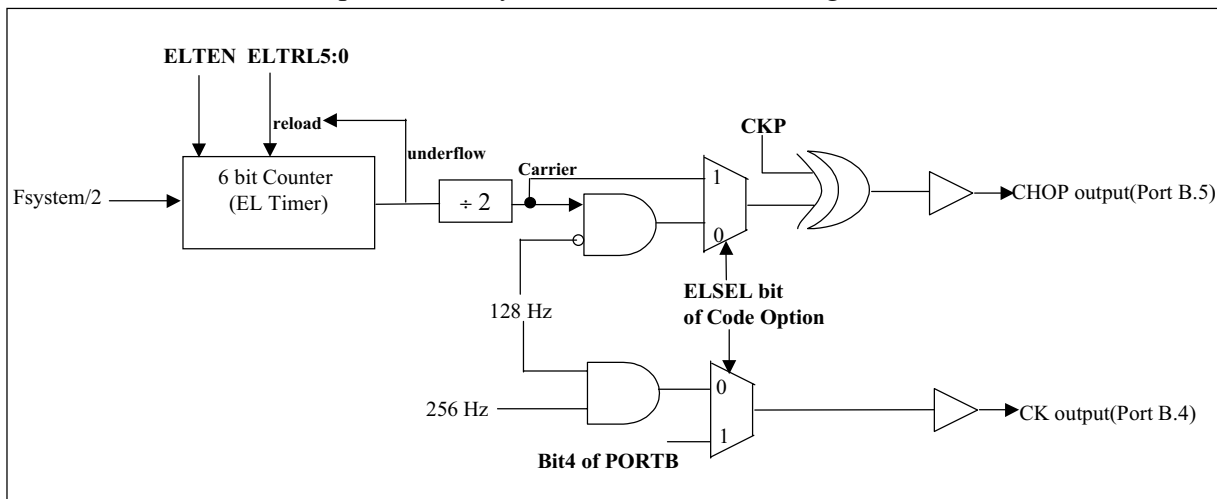 ELTEN ELTRL5:0
reload
underflow
CKP
Carrier
Fsystem/2
6 bit Counter
(EL Timer)
÷ 2
1
0
CHOP output(Port B.5)
128 Hz
ELSEL bit
of Code Option
256 Hz
0
1
CK output(Port B.4)
Bit4 of PORTB